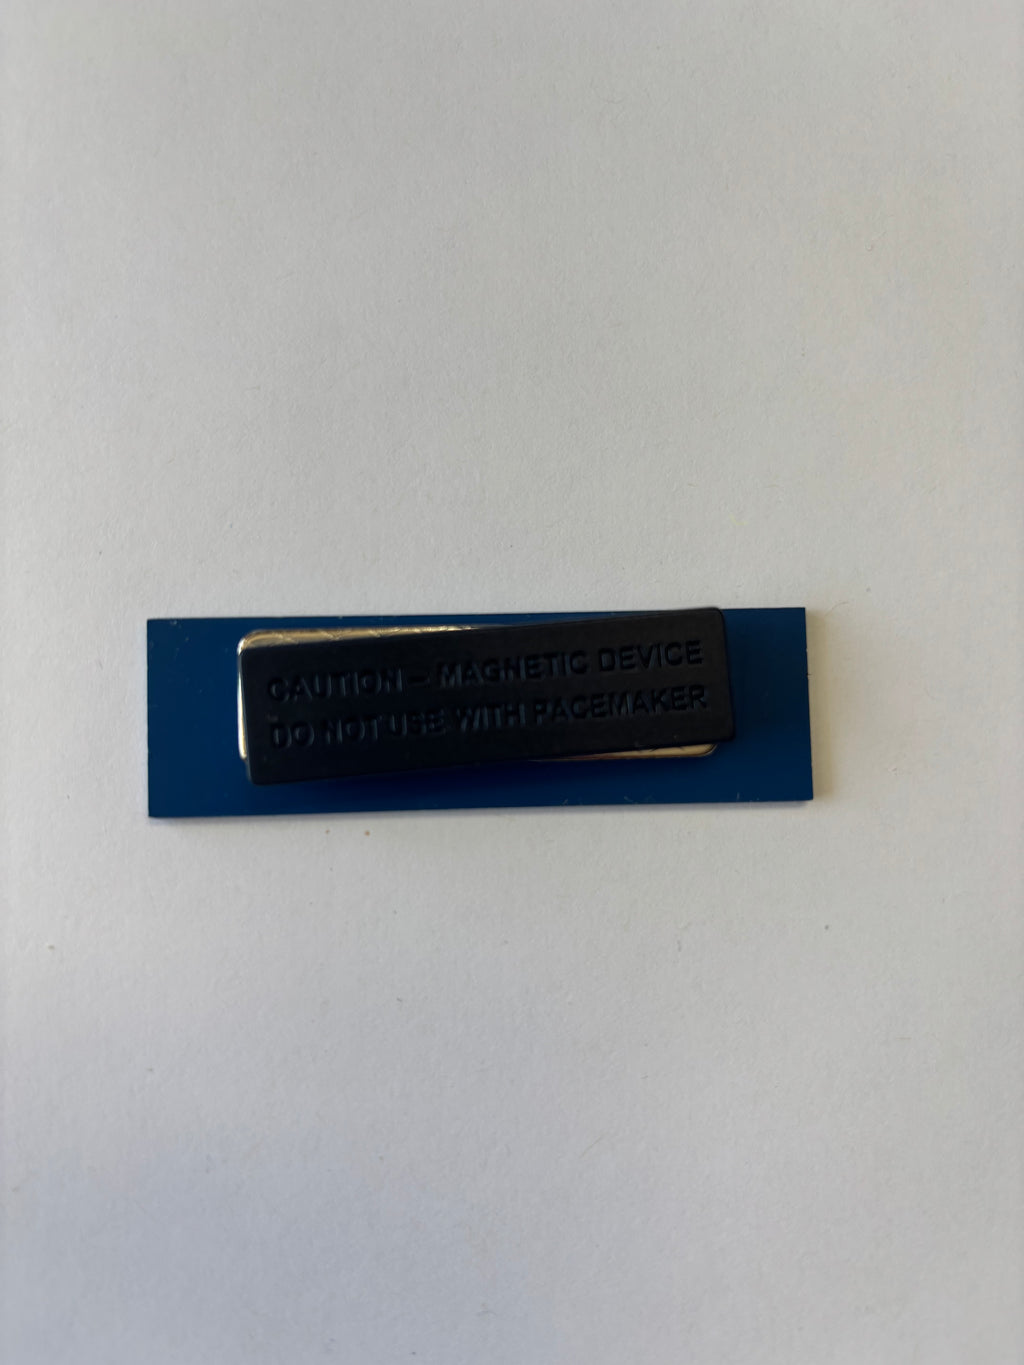 CAUTION – MAGNETIC DEVICE
DO NOT USE WITH PACEMAKER